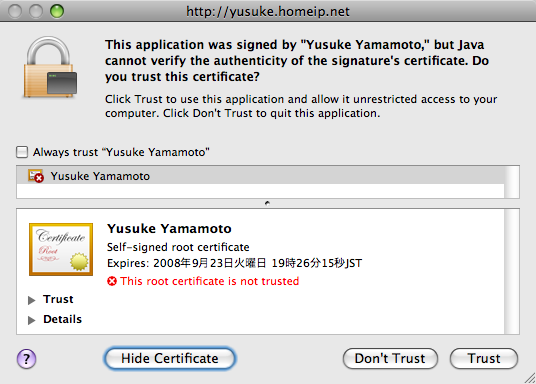 http://yusuke.homeip.net
This application was signed by "Yusuke Yamamoto," but Java
cannot verify the authenticity of the signature's certificate. Do
you trust this certificate?
Click Trust to use this application and allow it unrestricted access to your
computer. Click Don't Trust to quit this application.
Always trust “Yusuke Yamamoto”
Yusuke Yamamoto
Certificate
Root
Yusuke Yamamoto
Self-signed root certificate
Expires: 2008年9月23日火曜日 19時26分15秒JST
This root certificate is not trusted
Trust
Details
?
Hide Certificate
Don't Trust
Trust